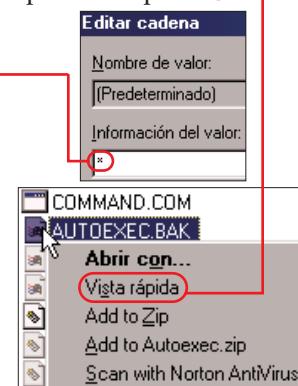 Editar cadena
Nombre de valor:
(Predeterminado)
Información del valor:
*
COMMAND.COM
AUTOEXEC.BAK
Abrir con...
Vista rápida
Add to Zip
Add to Autoexec.zip
Scan with Norton AntiVirus